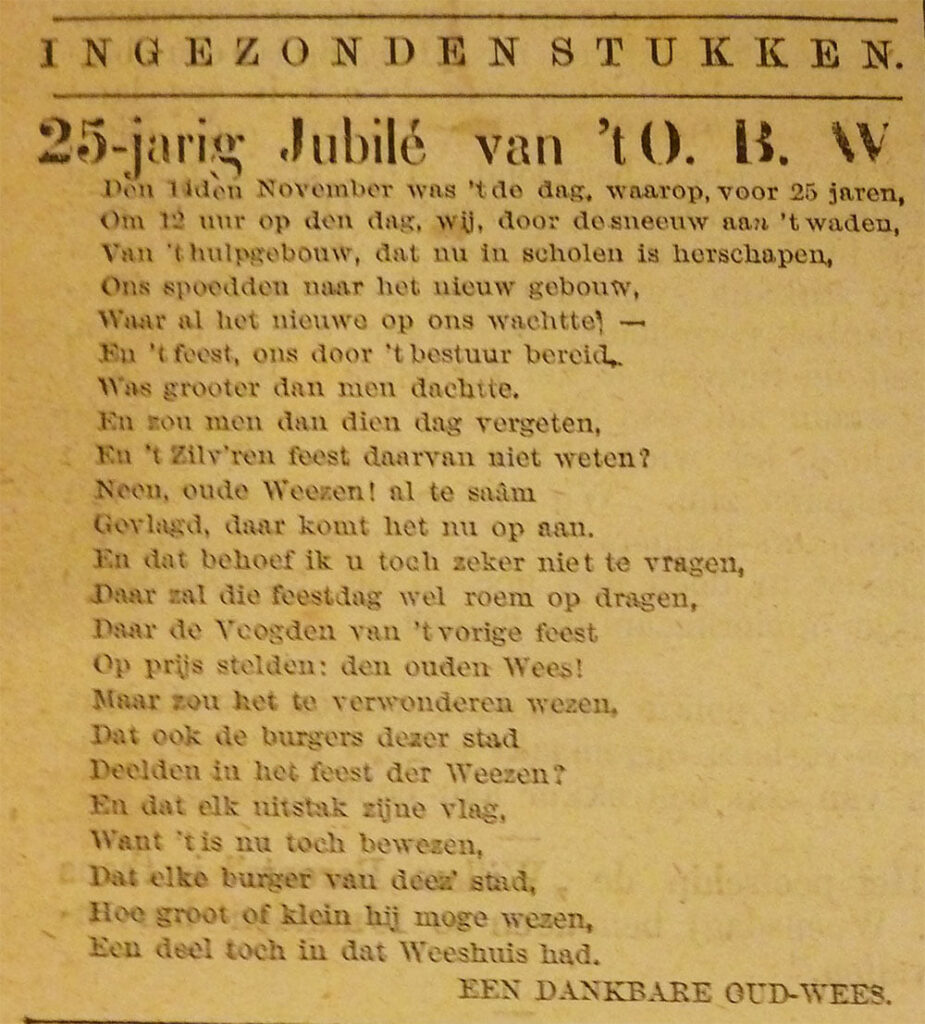 INGEZONDEN STUKKEN.
25-jarig Jubilé van 't O. B. W
Den 14den November was 't de dag, waarop, voor 25 jaren,
Om 12 uur op den dag, wij, door de sneeuw aan 't waden,
Van 't hulpgebouw, dat nu in scholen is herschapen,
Ons spoedden naar het nieuw gebouw,
Waar al het nieuwe op ons wachtte; —
En 't feest, ons door 't bestuur bereid,
Was grooter dan men dachtte.
En zou men dan dien dag vergeten,
En 't Zilv'ren feest daarvan niet weten?
Neen, oude Weezen! al te saâm
Gevlagd, daar komt het nu op aan.
En dat behoef ik u toch zeker niet te vragen,
Daar zal die feestdag wel roem op dragen,
Daar de Voogden van 't vorige feest
Op prijs stelden: den ouden Wees!
Maar zou het te verwonderen wezen,
Dat ook de burgers dezer stad
Deelden in het feest der Weezen?
En dat elk uitstak zijne vlag,
Want 't is nu toch bewezen,
Dat elke burger van deez' stad,
Hoe groot of klein hij moge wezen,
Een deel toch in dat Weeshuis had.
EEN DANKBARE OUD-WEES.